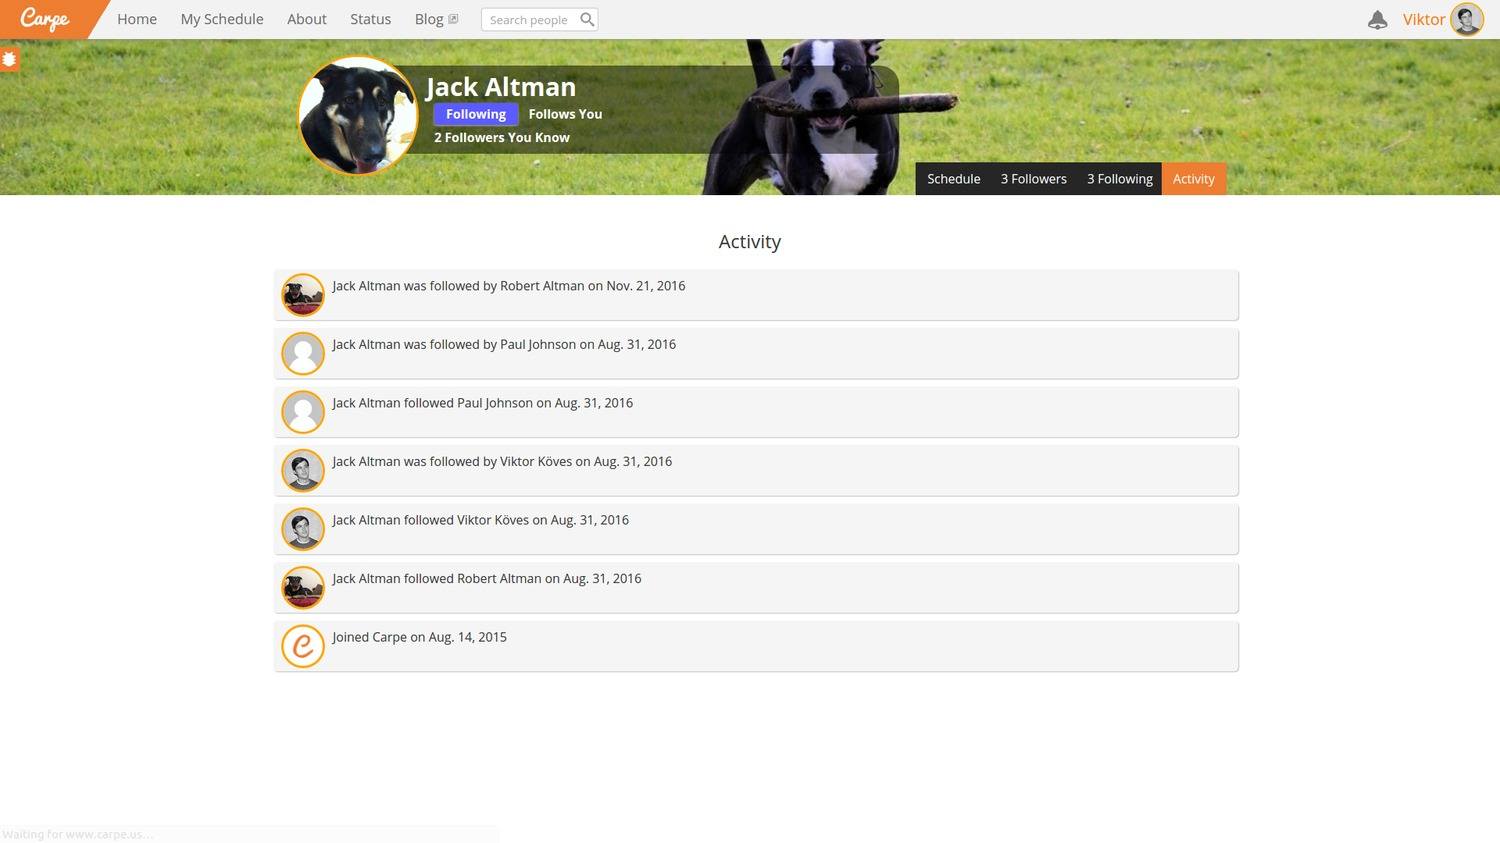 Carpe
Home My Schedule About Status Blog Search people Viktor
Jack Altman
Following Follows You
2 Followers You Know
Schedule 3 Followers 3 Following Activity
Activity
Jack Altman was followed by Robert Altman on Nov. 21, 2016
Jack Altman was followed by Paul Johnson on Aug. 31, 2016
Jack Altman followed Paul Johnson on Aug. 31, 2016
Jack Altman was followed by Viktor Köves on Aug. 31, 2016
Jack Altman followed Viktor Köves on Aug. 31, 2016
Jack Altman followed Robert Altman on Aug. 31, 2016
C
Joined Carpe on Aug. 14, 2015
Waiting for www.carpe.us...